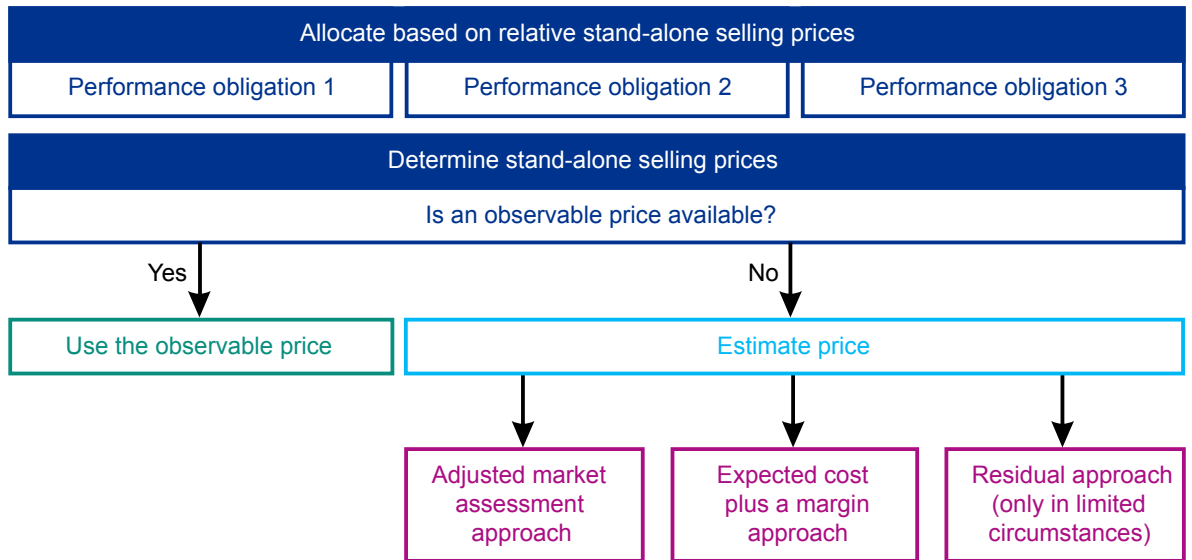 Allocate based on relative stand-alone selling prices
Performance obligation 1
Performance obligation 2
Performance obligation 3
Determine stand-alone selling prices
Is an observable price available?
Yes
No
Use the observable price
Estimate price
Adjusted market
assessment
approach
Expected cost
plus a margin
approach
Residual approach
(only in limited
circumstances)